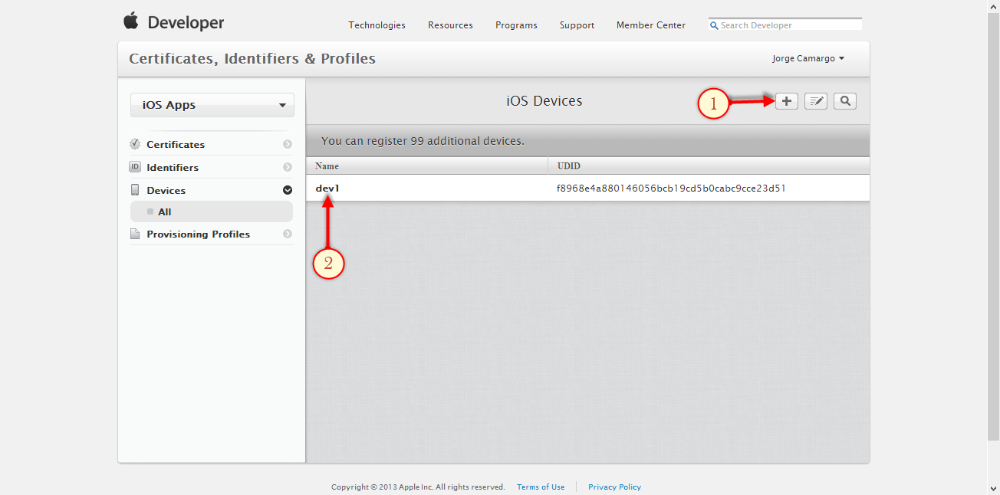 Developer
Technologies Resources Programs Support Member Center Search Developer
Certificates, Identifiers & Profiles
Jorge Camargo
iOS Apps
iOS Devices
1
Certificates
ID Identifiers
Devices
All
Provisioning Profiles
You can register 99 additional devices.
Name UDID
dev1 f8968e4a880146056bcb19cd5b0cabc9cce23d51
2
Copyright © 2013 Apple Inc. All rights reserved. Terms of Use Privacy Policy